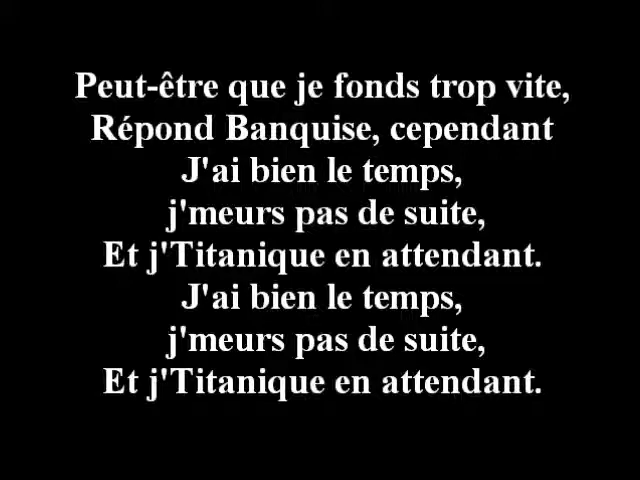 Peut-être que je fonds trop vite,
Répond Banquise, cependant
J'ai bien le temps,
j'meurs pas de suite,
Et j'Titanique en attendant.
J'ai bien le temps,
j'meurs pas de suite,
Et j'Titanique en attendant.